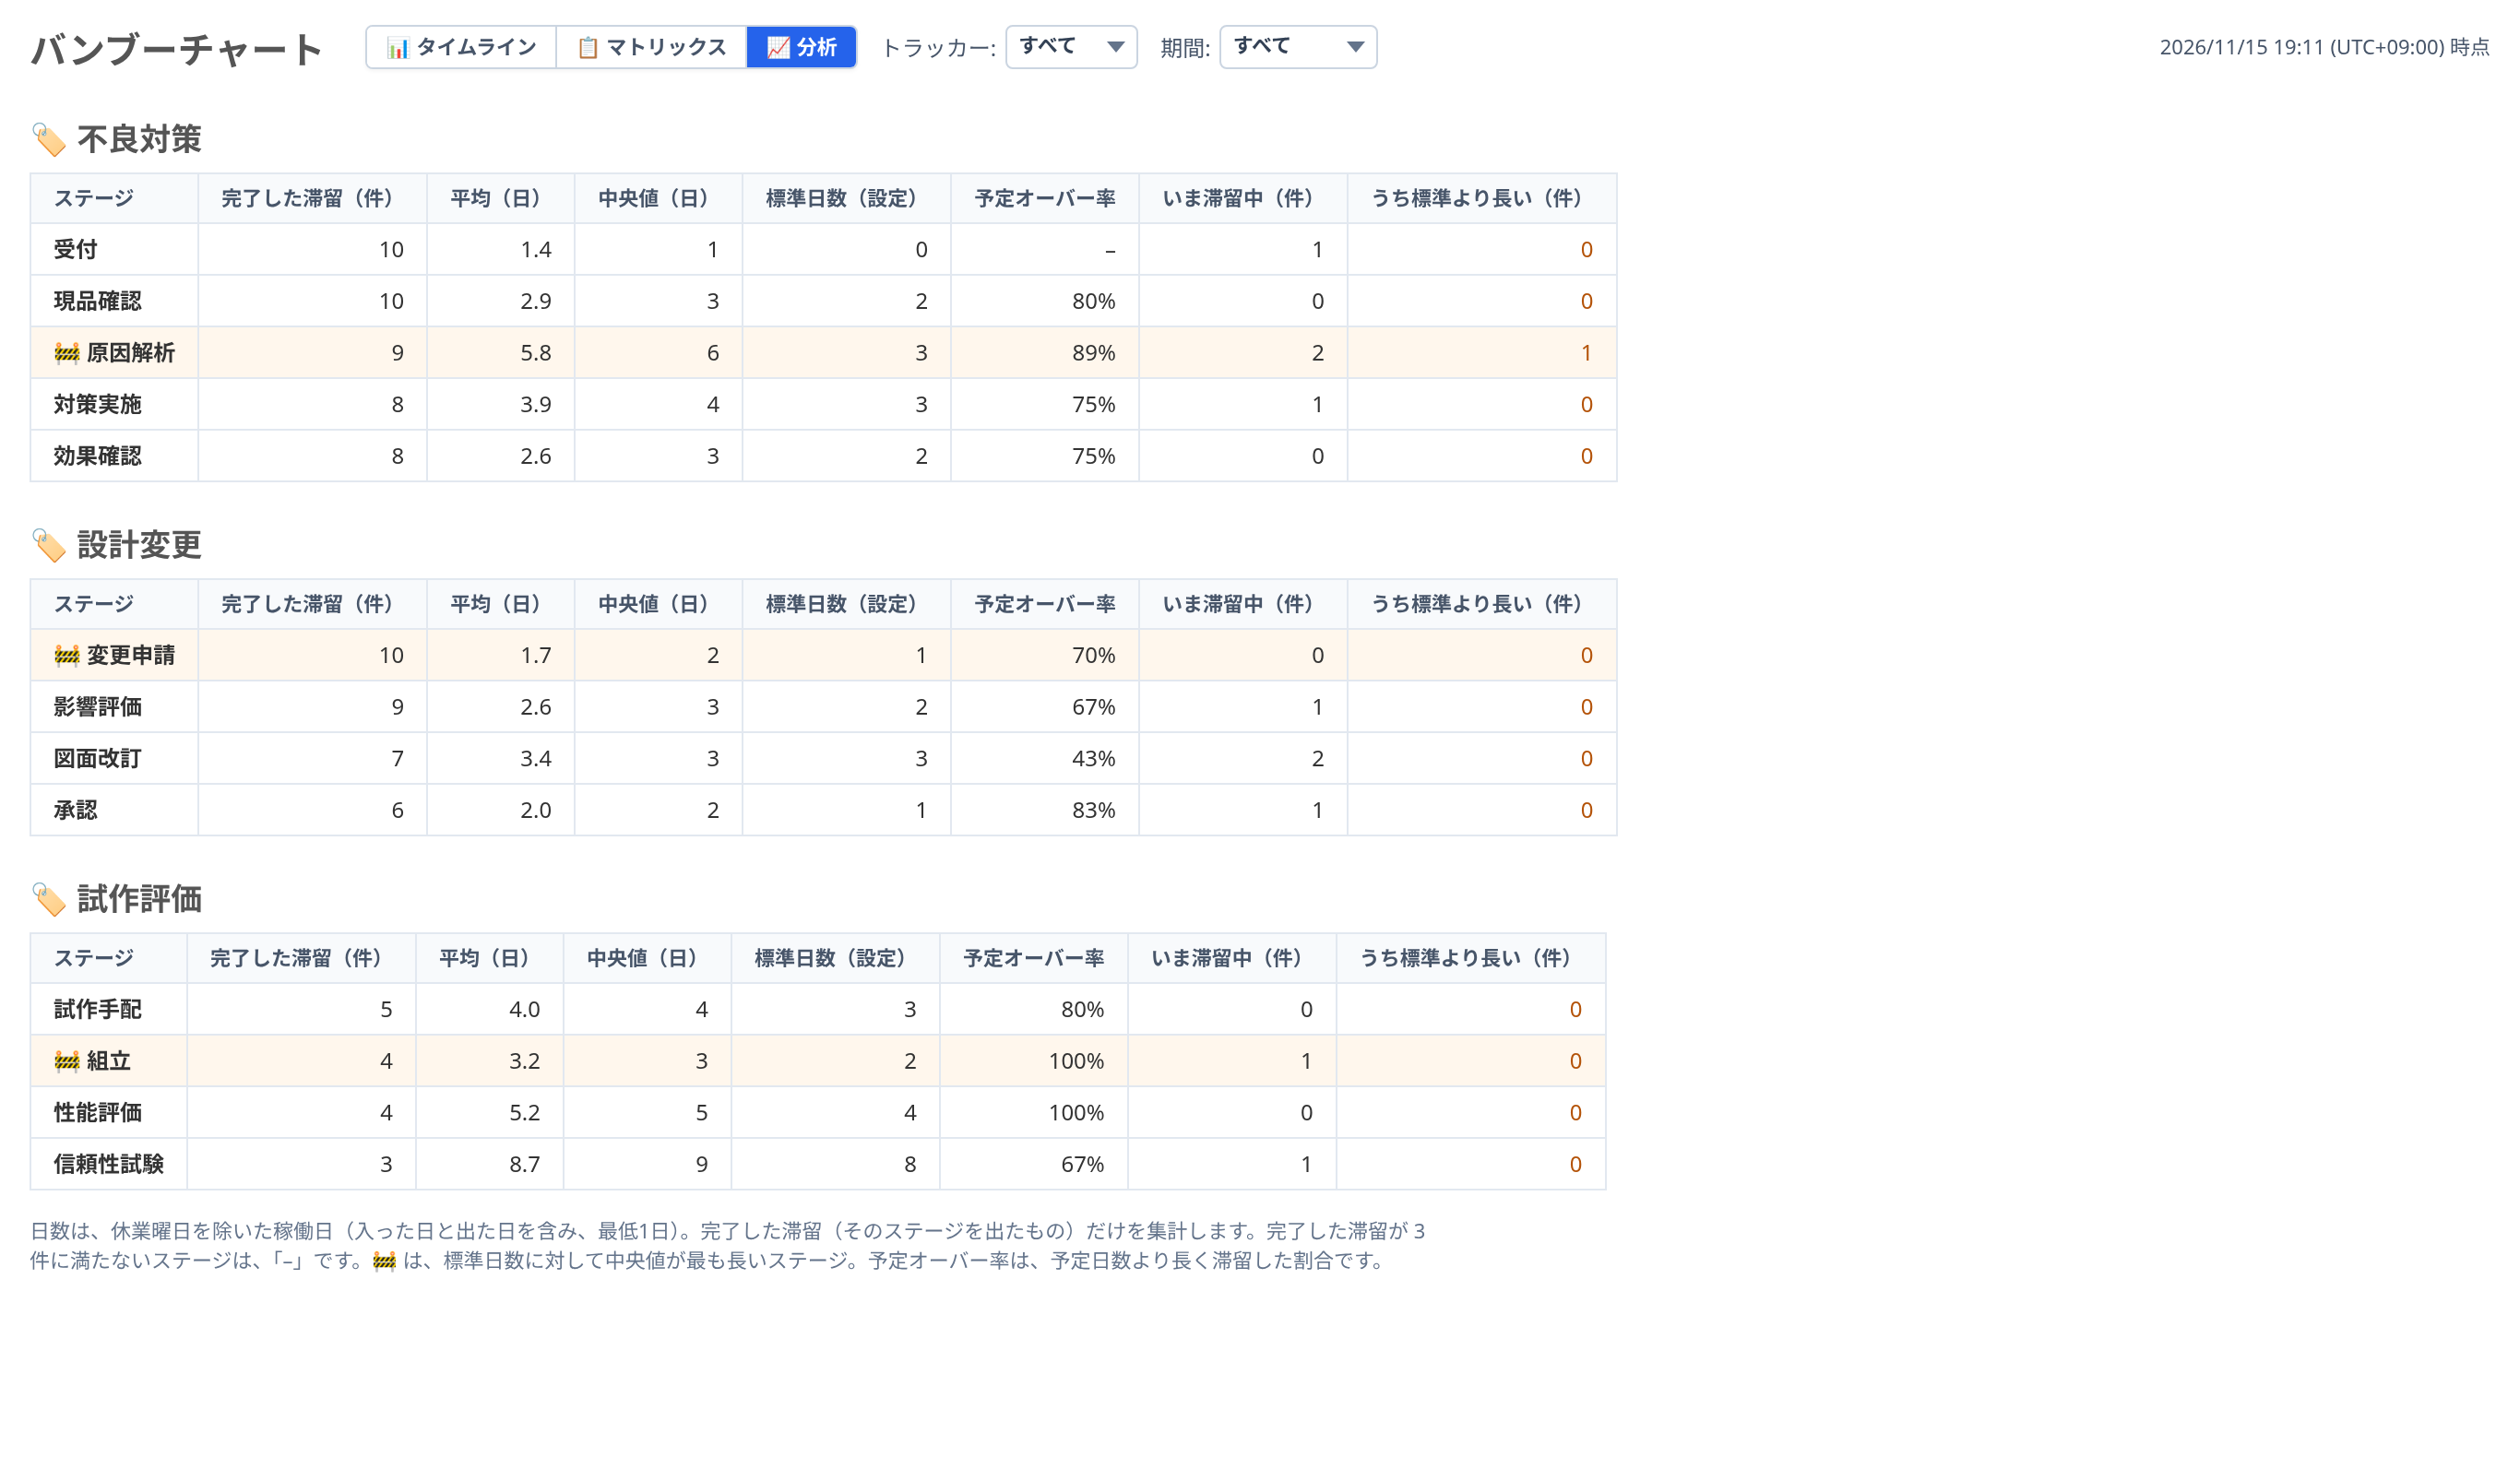 バンブーチャート 📊 タイムライン 📋 マトリックス 📈 分析 トラッカー: すべて 期間: すべて 2026/11/15 19:11 (UTC+09:00) 時点
🏷️ 不良対策
ステージ 完了した滞留（件） 平均（日） 中央値（日） 標準日数（設定） 予定オーバー率 いま滞留中（件） うち標準より長い（件）
受付 10 1.4 1 0 – 1 0
現品確認 10 2.9 3 2 80% 0 0
🚧 原因解析 9 5.8 6 3 89% 2 1
対策実施 8 3.9 4 3 75% 1 0
効果確認 8 2.6 3 2 75% 0 0
🏷️ 設計変更
ステージ 完了した滞留（件） 平均（日） 中央値（日） 標準日数（設定） 予定オーバー率 いま滞留中（件） うち標準より長い（件）
🚧 変更申請 10 1.7 2 1 70% 0 0
影響評価 9 2.6 3 2 67% 1 0
図面改訂 7 3.4 3 3 43% 2 0
承認 6 2.0 2 1 83% 1 0
🏷️ 試作評価
ステージ 完了した滞留（件） 平均（日） 中央値（日） 標準日数（設定） 予定オーバー率 いま滞留中（件） うち標準より長い（件）
試作手配 5 4.0 4 3 80% 0 0
🚧 組立 4 3.2 3 2 100% 1 0
性能評価 4 5.2 5 4 100% 0 0
信頼性試験 3 8.7 9 8 67% 1 0
日数は、休業曜日を除いた稼働日（入った日と出た日を含み、最低1日）。完了した滞留（そのステージを出たもの）だけを集計します。完了した滞留が 3
件に満たないステージは、「–」です。🚧 は、標準日数に対して中央値が最も長いステージ。予定オーバー率は、予定日数より長く滞留した割合です。